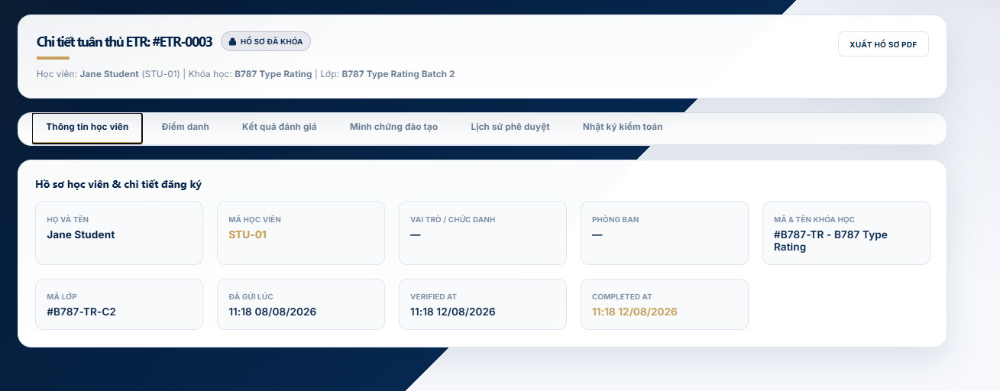 Chi tiết tuân thủ ETR: #ETR-0003
HỒ SƠ ĐÃ KHÓA
XUẤT HỒ SƠ PDF
Học viên: Jane Student (STU-01) | Khóa học: B787 Type Rating | Lớp: B787 Type Rating Batch 2
Thông tin học viên
Điểm danh
Kết quả đánh giá
Minh chứng đào tạo
Lịch sử phê duyệt
Nhật ký kiểm toán
Hồ sơ học viên & chi tiết đăng ký
HỌ VÀ TÊN
Jane Student
MÃ HỌC VIÊN
STU-01
VAI TRÒ / CHỨC DANH
—
PHÒNG BAN
—
MÃ & TÊN KHÓA HỌC
#B787-TR - B787 Type
Rating
MÃ LỚP
#B787-TR-C2
ĐÃ GỬI LÚC
11:18 08/08/2026
VERIFIED AT
11:18 12/08/2026
COMPLETED AT
11:18 12/08/2026